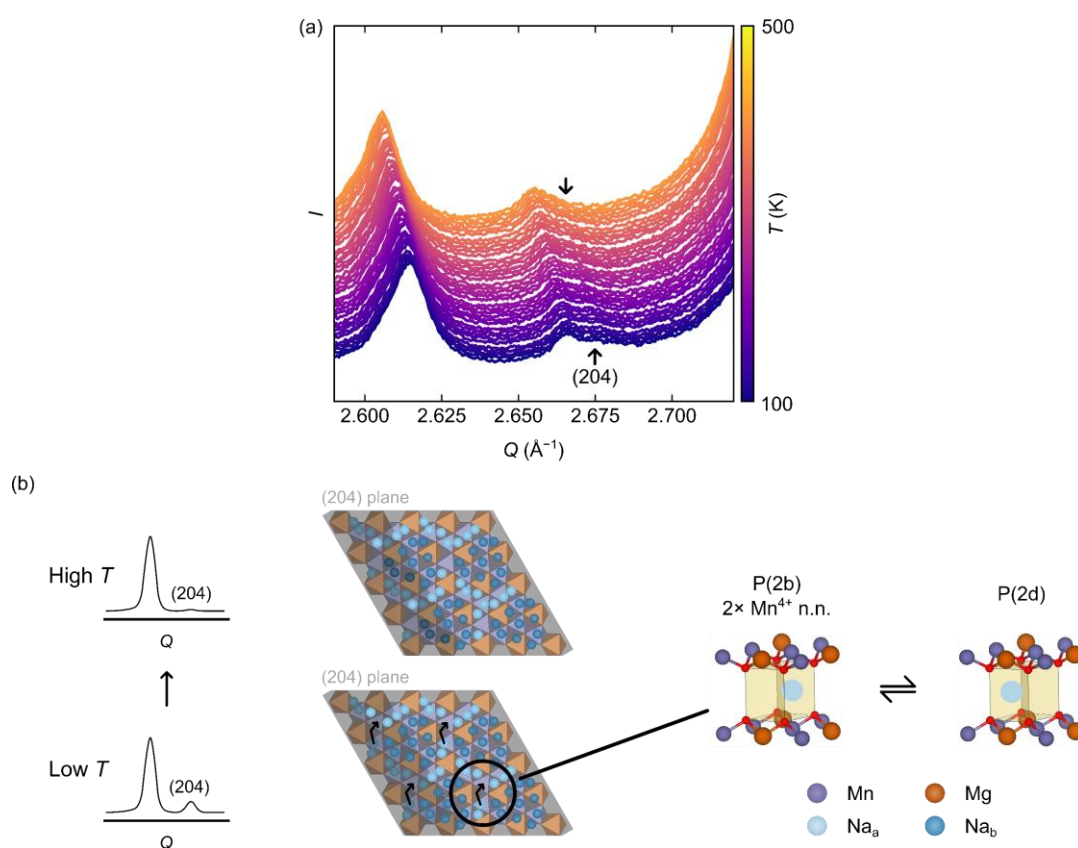 (a)
I
500
T (K)
100
(204)
2.600 2.625 2.650 2.675 2.700
Q (Å⁻¹)
(b)
(204) plane
High T
(204)
Q
P(2b)
2× Mn⁴⁺ n.n.
P(2d)
(204) plane
Low T
(204)
Q
Mn Mg
Naₐ Na_b